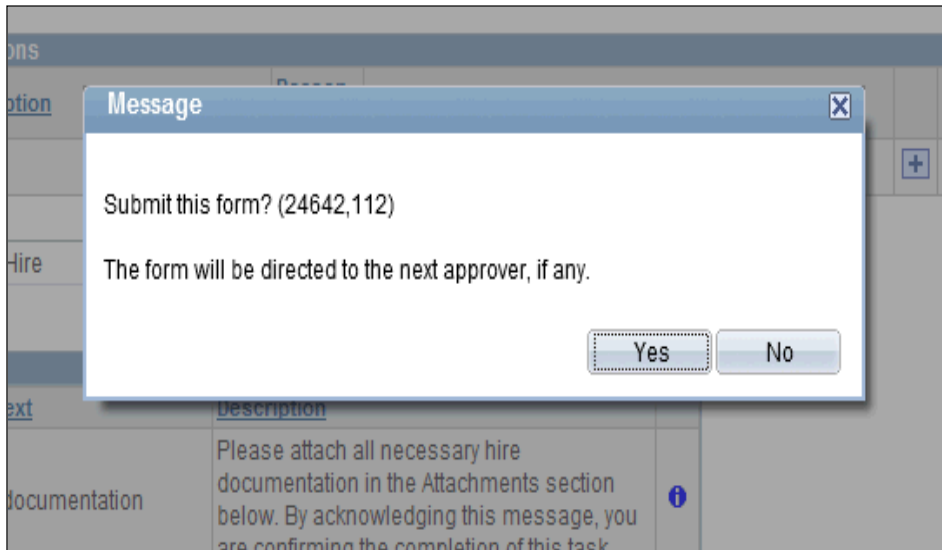 ons
ption
Message
Submit this form? (24642,112)
Hire
The form will be directed to the next approver, if any.
Yes No
ext Description
Please attach all necessary hire
documentation in the Attachments section
documentation
below. By acknowledging this message, you
are confirming the completion of this task